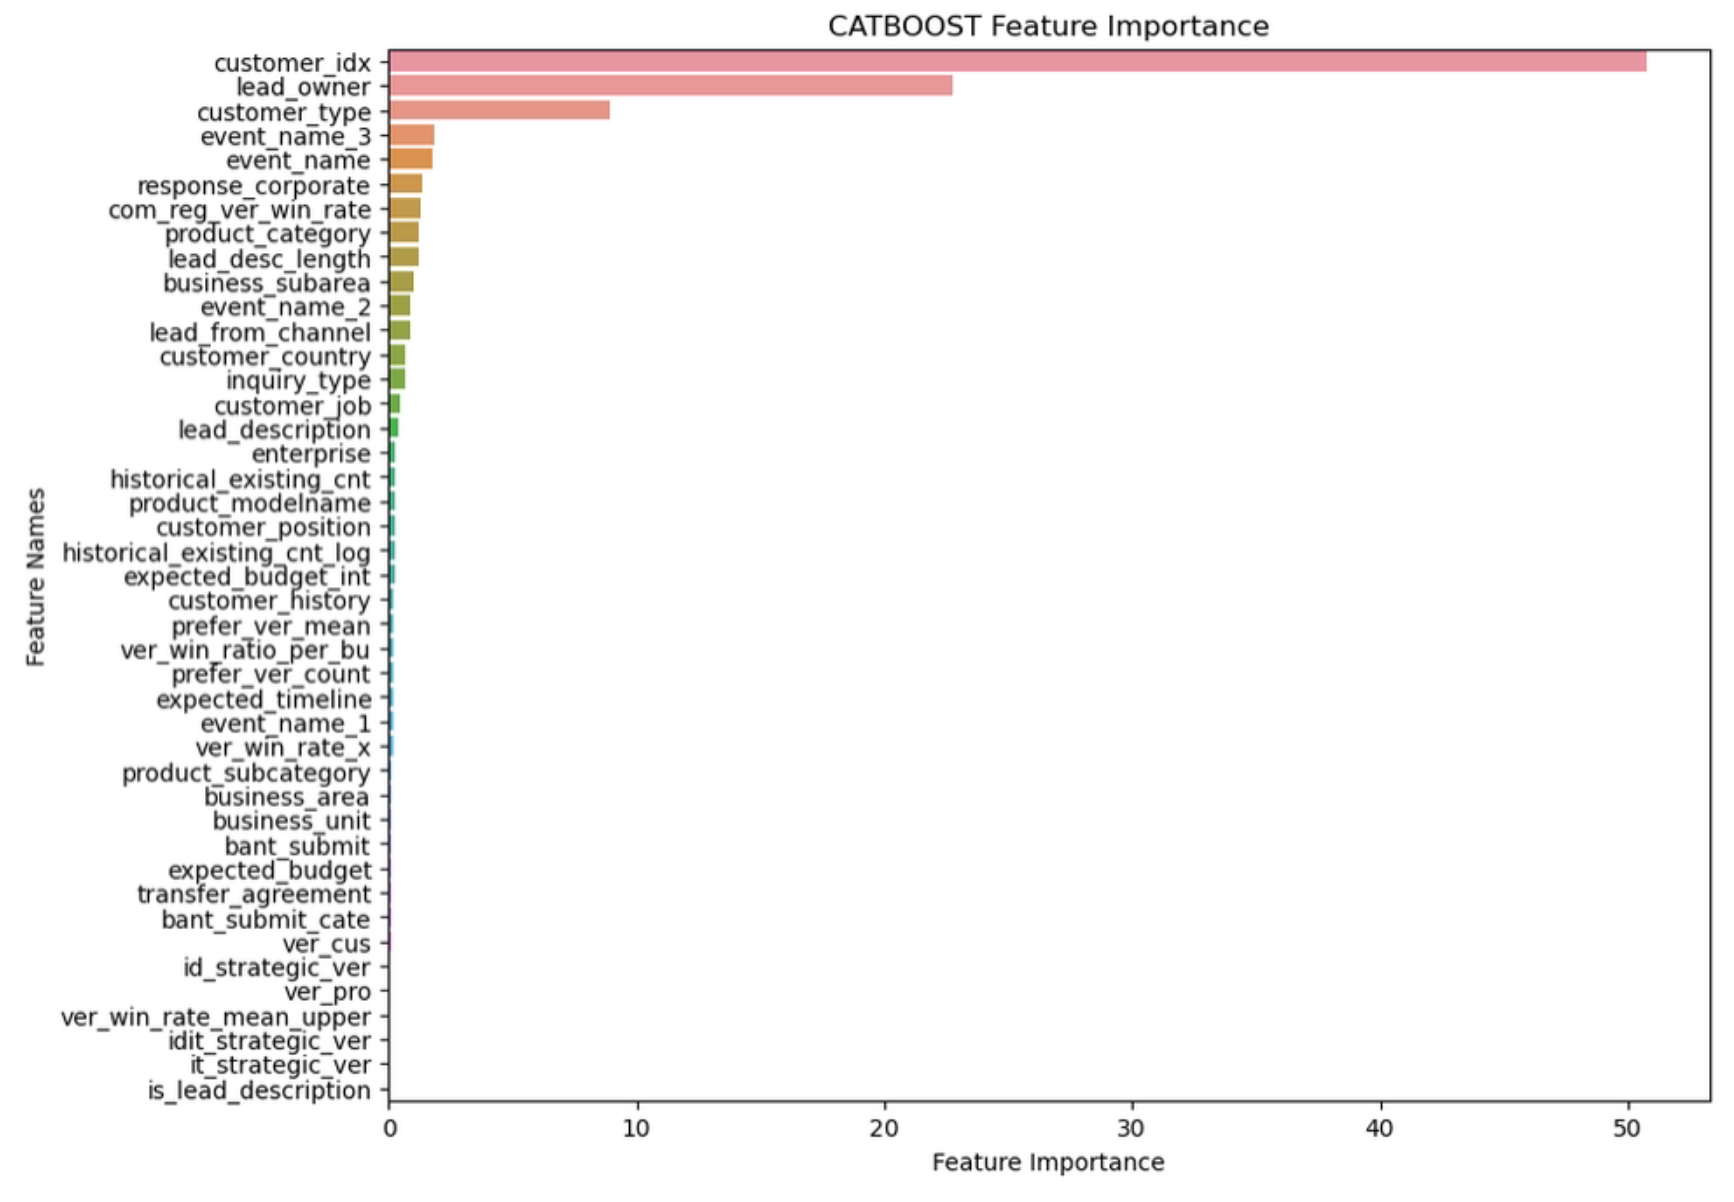 CATBOOST Feature Importance
customer_idx
lead_owner
customer_type
event_name_3
event_name
response_corporate
com_reg_ver_win_rate
product_category
lead_desc_length
business_subarea
event_name_2
lead_from_channel
customer_country
inquiry_type
customer_job
lead_description
enterprise
historical_existing_cnt
product_modelname
customer_position
historical_existing_cnt_log
expected_budget_int
customer_history
prefer_ver_mean
ver_win_ratio_per_bu
prefer_ver_count
expected_timeline
event_name_1
ver_win_rate_x
product_subcategory
business_area
business_unit
bant_submit
expected_budget
transfer_agreement
bant_submit_cate
ver_cus
id_strategic_ver
ver_pro
ver_win_rate_mean_upper
idit_strategic_ver
it_strategic_ver
is_lead_description
Feature Names
0 10 20 30 40 50
Feature Importance